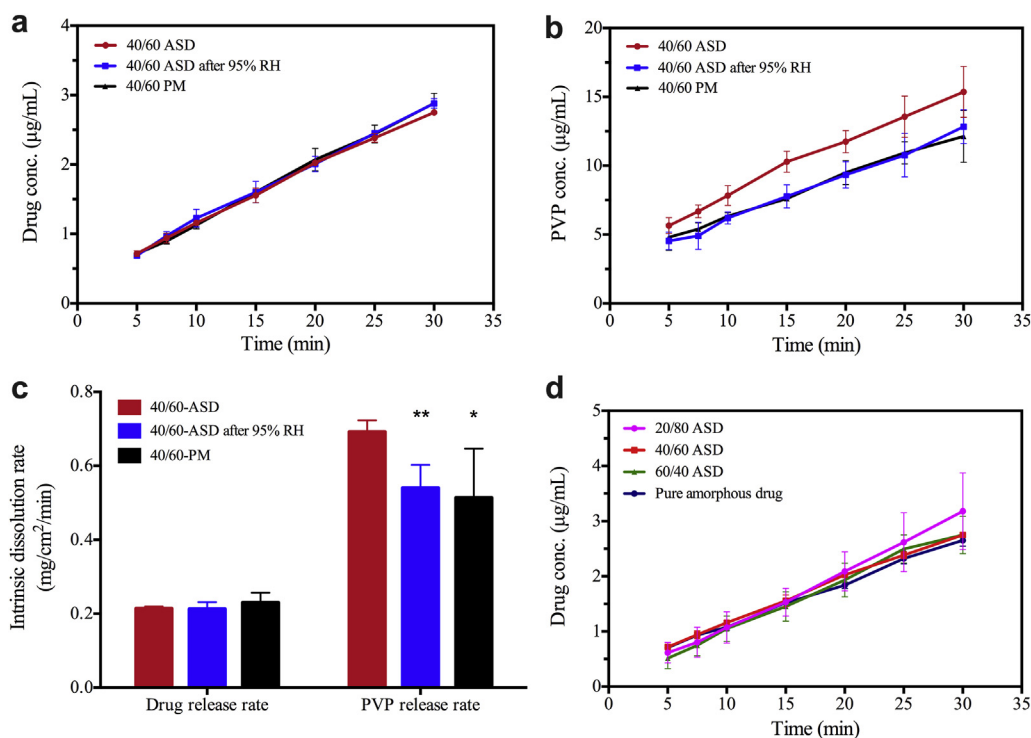 a
4
3
2
1
0
Drug conc. (µg/mL)
40/60 ASD
40/60 ASD after 95% RH
40/60 PM
0 5 10 15 20 25 30 35
Time (min)
b
20
15
10
5
0
PVP conc. (µg/mL)
40/60 ASD
40/60 ASD after 95% RH
40/60 PM
0 5 10 15 20 25 30 35
Time (min)
c
0.8
0.6
0.4
0.2
0.0
Intrinsic dissolution rate
(mg/cm²/min)
40/60-ASD
40/60-ASD after 95% RH
40/60-PM
** *
Drug release rate PVP release rate
d
5
4
3
2
1
0
Drug conc. (µg/mL)
20/80 ASD
40/60 ASD
60/40 ASD
Pure amorphous drug
0 5 10 15 20 25 30 35
Time (min)